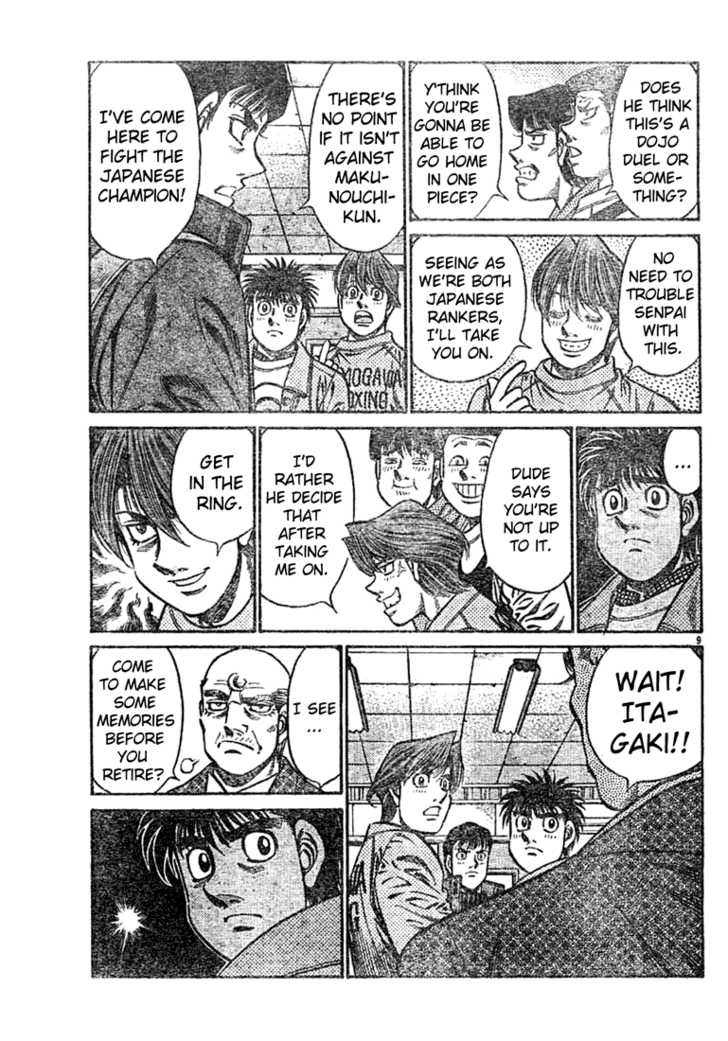 DOES
HE THINK
THIS'S A
DOJO
DUEL OR
SOME-
THING?
Y'THINK
YOU'RE
GONNA BE
ABLE TO
GO HOME
IN ONE
PIECE?
THERE'S
NO POINT
IF IT ISN'T
AGAINST
MAKU-
NOUCHI-
KUN.
I'VE COME
HERE TO
FIGHT THE
JAPANESE
CHAMPION!
MOGAWA
OXING
NO
NEED TO
TROUBLE
SENPAI
WITH
THIS.
SEEING AS
WE'RE BOTH
JAPANESE
RANKERS,
I'LL TAKE
YOU ON.
...
DUDE
SAYS
YOU'RE
NOT UP
TO IT.
I'D
RATHER
HE DECIDE
THAT
AFTER
TAKING
ME ON.
GET
IN THE
RING.
9
WAIT!
ITA-
GAKI!!
I SEE
...
COME
TO MAKE
SOME
MEMORIES
BEFORE
YOU
RETIRE?